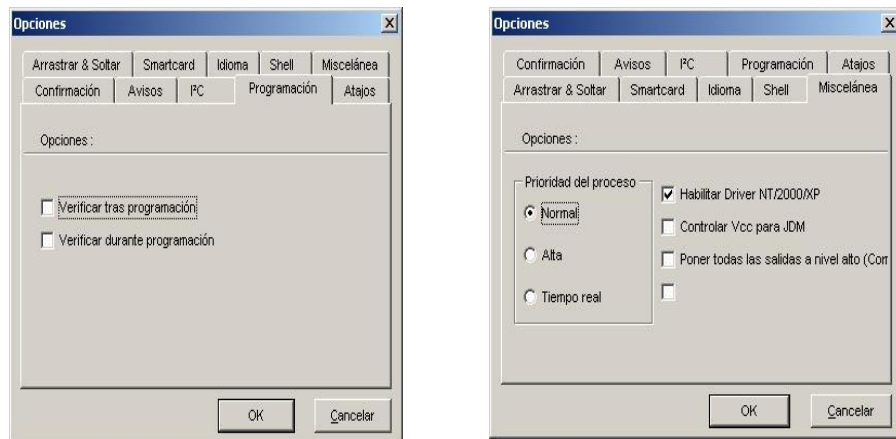 Opciones
Arrastrar & Soltar Smartcard Idioma Shell Miscelánea
Confirmación Avisos I²C Programación Atajos
Opciones :
Verificar tras programación
Verificar durante programación
OK Cancelar
Opciones
Confirmación Avisos I²C Programación Atajos
Arrastrar & Soltar Smartcard Idioma Shell Miscelánea
Opciones :
Prioridad del proceso
Normal
Alta
Tiempo real
Habilitar Driver NT/2000/XP
Controlar Vcc para JDM
Poner todas las salidas a nivel alto (Com
OK Cancelar